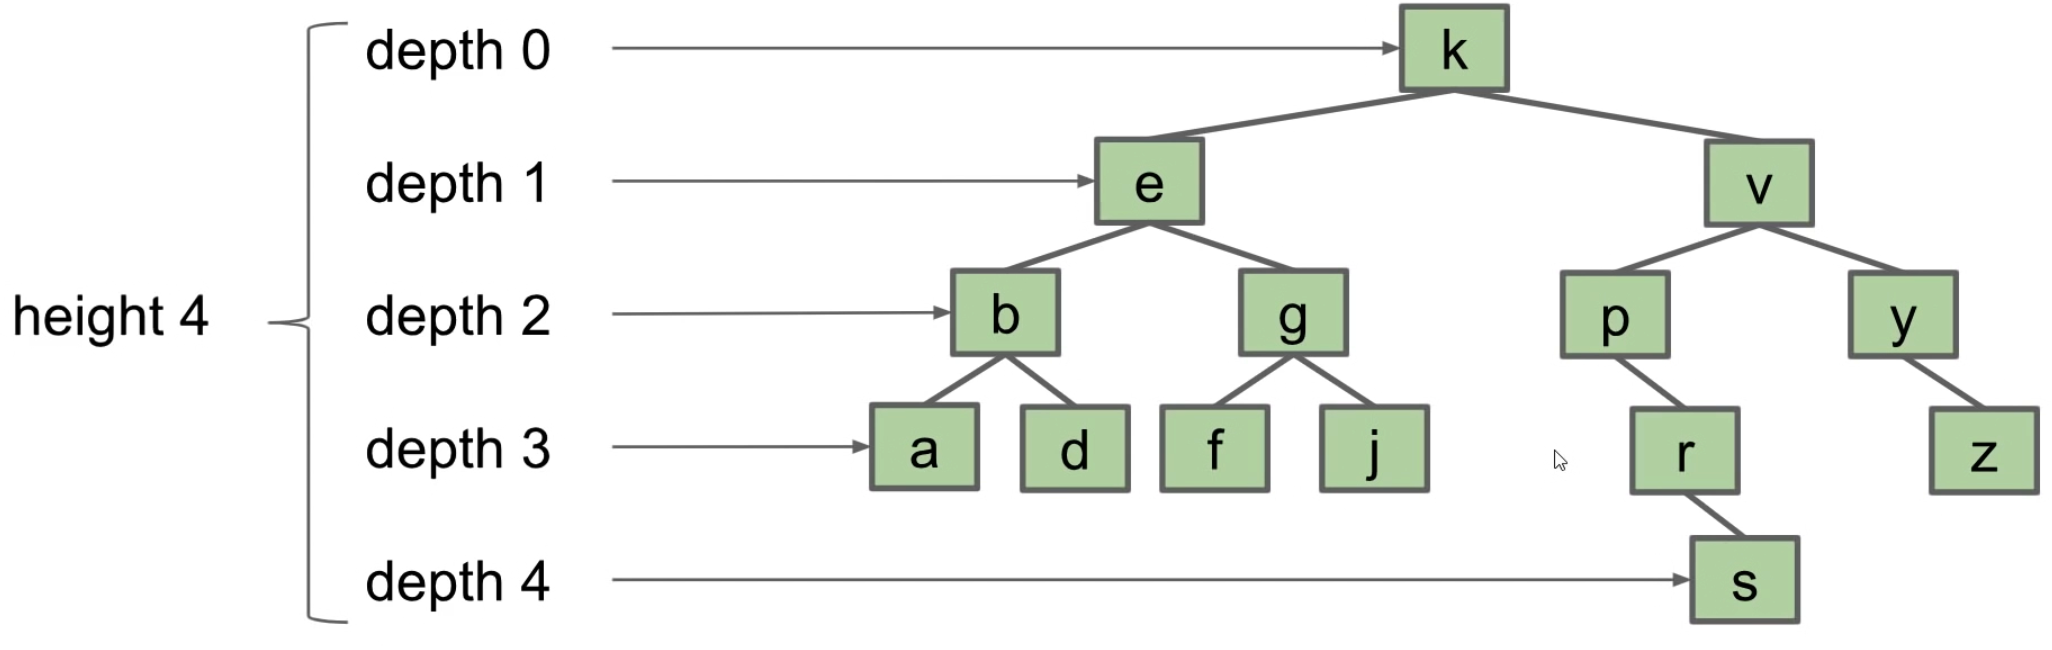 depth 0 k
depth 1 e v
height 4 depth 2 b g p y
depth 3 a d f j r z
depth 4 s